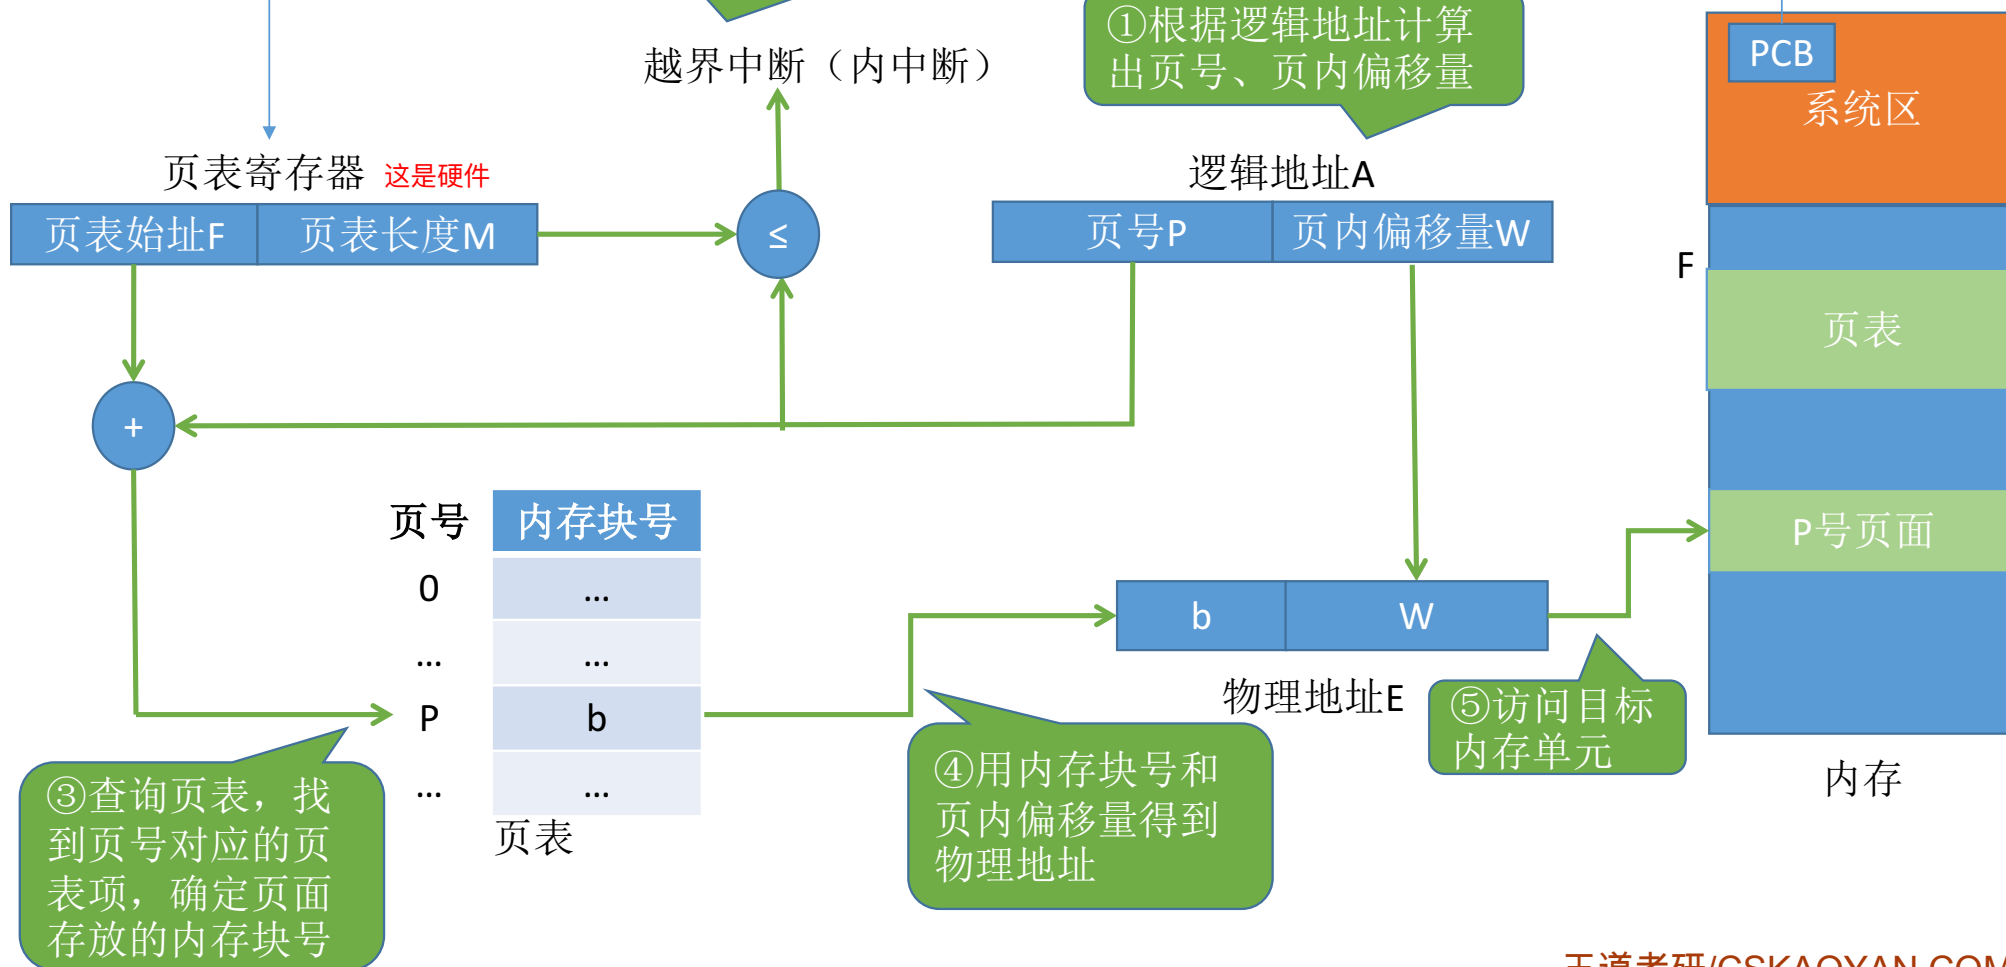 ①根据逻辑地址计算
出页号、页内偏移量
越界中断（内中断）
PCB
系统区
页表寄存器 这是硬件
逻辑地址A
页表始址F 页表长度M
≤
页号P 页内偏移量W
F
页表
+
页号 内存块号
0 …
… …
P b
… …
页表
P号页面
b W
物理地址E
③查询页表，找
到页号对应的页
表项，确定页面
存放的内存块号
④用内存块号和
页内偏移量得到
物理地址
⑤访问目标
内存单元
内存
王道考研/CSKAOYAN.COM